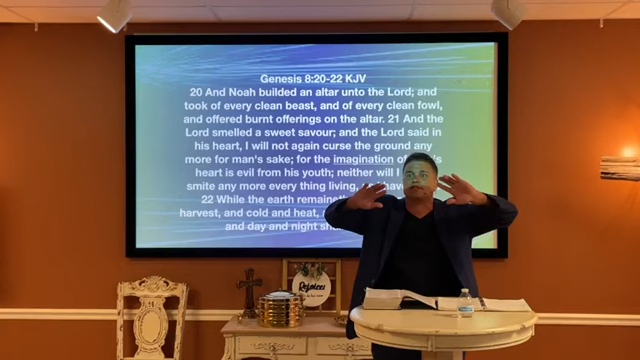 Genesis 8:20-22 KJV
20 And Noah builded an altar unto the Lord; and
took of every clean beast, and of every clean fowl,
and offered burnt offerings on the altar. 21 And the
Lord smelled a sweet savour; and the Lord said in
his heart, I will not again curse the ground any
more for man's sake; for the imagination of
heart is evil from his youth; neither will I
smite any more every thing living,
22 While the earth
harvest, and cold and heat,
and day and night
Rejoice